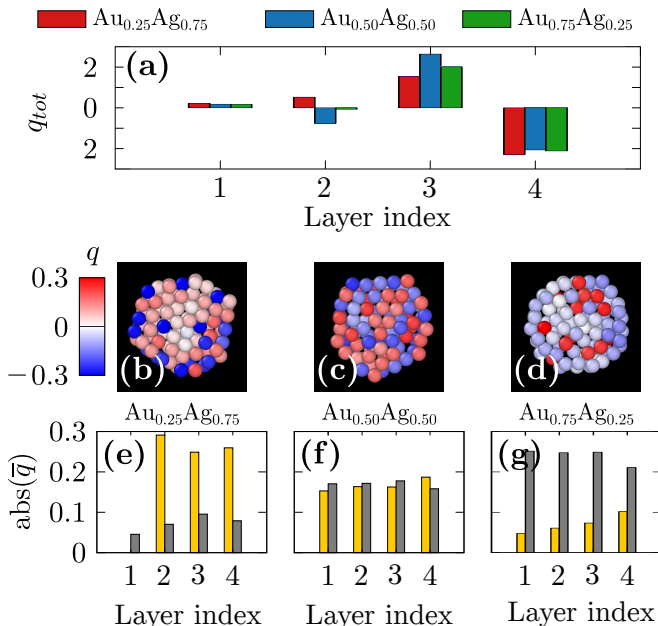 Au0.25Ag0.75 Au0.50Ag0.50 Au0.75Ag0.25
(a)
qtot
2
0
2
1 2 3 4
Layer index
q
0.3
0
−0.3
(b) (c) (d)
Au0.25Ag0.75 Au0.50Ag0.50 Au0.75Ag0.25
(e) (f) (g)
abs(q̅)
0.3
0.2
0.1
0
1 2 3 4 1 2 3 4 1 2 3 4
Layer index Layer index Layer index